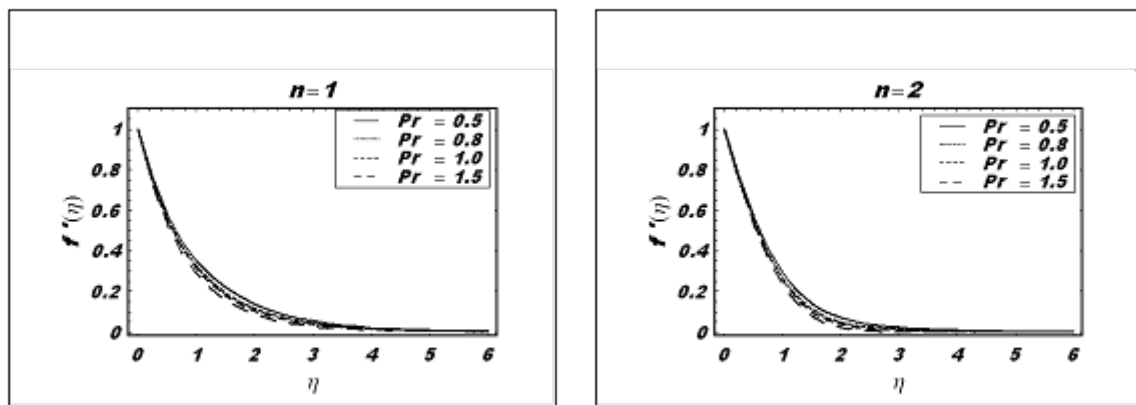 n=1
Pr = 0.5
Pr = 0.8
Pr = 1.0
Pr = 1.5
1
0.8
0.6
0.4
0.2
0
f'(η)
0 1 2 3 4 5 6
η
n=2
Pr = 0.5
Pr = 0.8
Pr = 1.0
Pr = 1.5
1
0.8
0.6
0.4
0.2
0
f'(η)
0 1 2 3 4 5 6
η